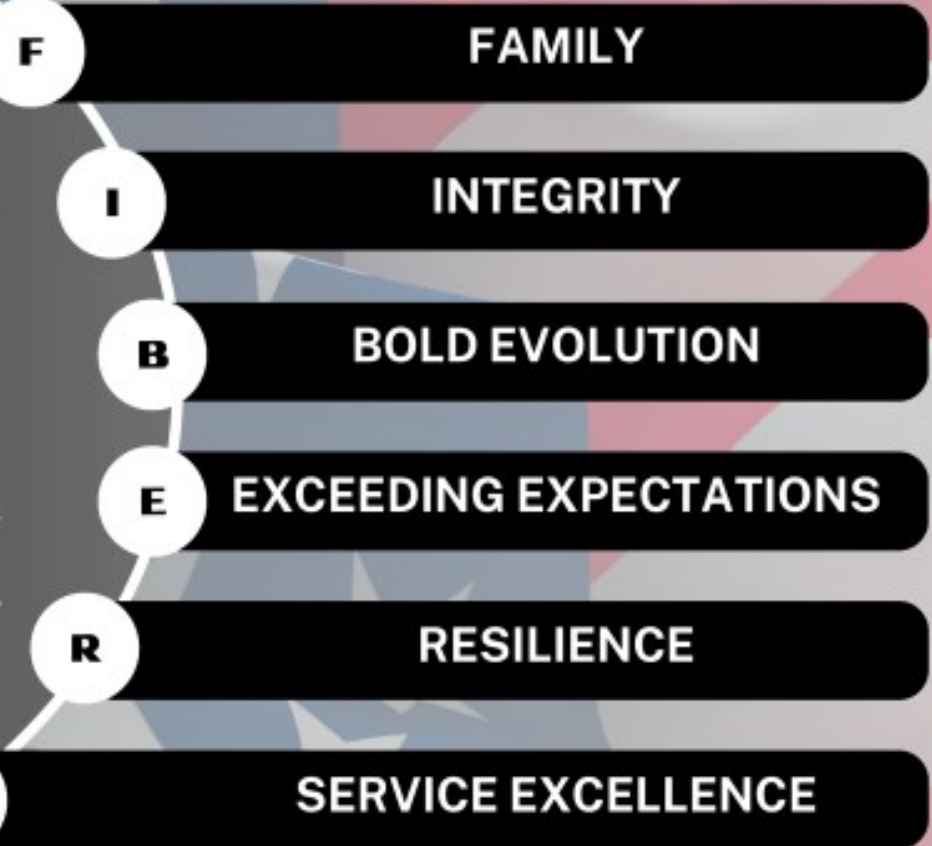 F FAMILY
I INTEGRITY
B BOLD EVOLUTION
E EXCEEDING EXPECTATIONS
R RESILIENCE
SERVICE EXCELLENCE